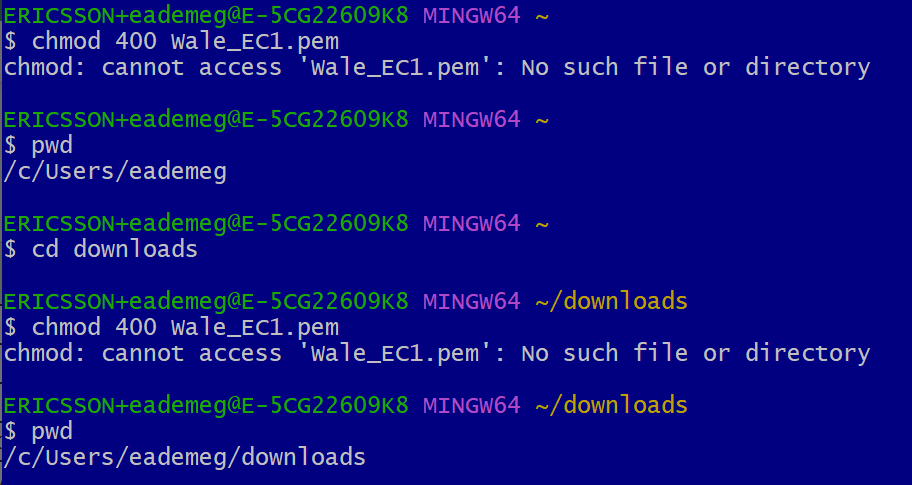 ERICSSON+eademeg@E-5CG22609K8 MINGW64 ~
$ chmod 400 Wale_EC1.pem
chmod: cannot access 'Wale_EC1.pem': No such file or directory
ERICSSON+eademeg@E-5CG22609K8 MINGW64 ~
$ pwd
/c/Users/eademeg
ERICSSON+eademeg@E-5CG22609K8 MINGW64 ~
$ cd downloads
ERICSSON+eademeg@E-5CG22609K8 MINGW64 ~/downloads
$ chmod 400 Wale_EC1.pem
chmod: cannot access 'Wale_EC1.pem': No such file or directory
ERICSSON+eademeg@E-5CG22609K8 MINGW64 ~/downloads
$ pwd
/c/Users/eademeg/downloads